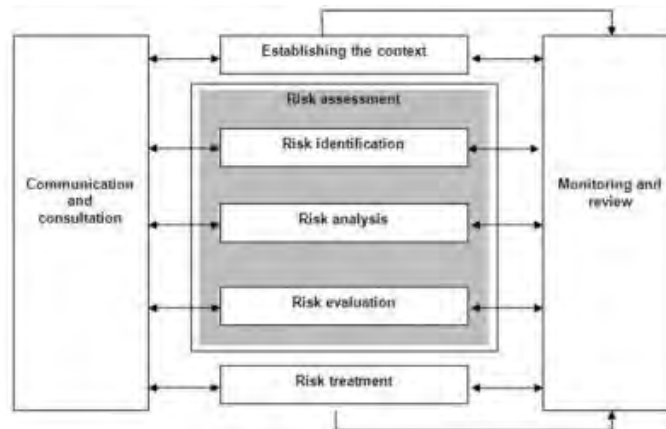 Establishing the context
Risk assessment
Risk identification
Communication
and
consultation
Risk analysis
Monitoring and
review
Risk evaluation
Risk treatment